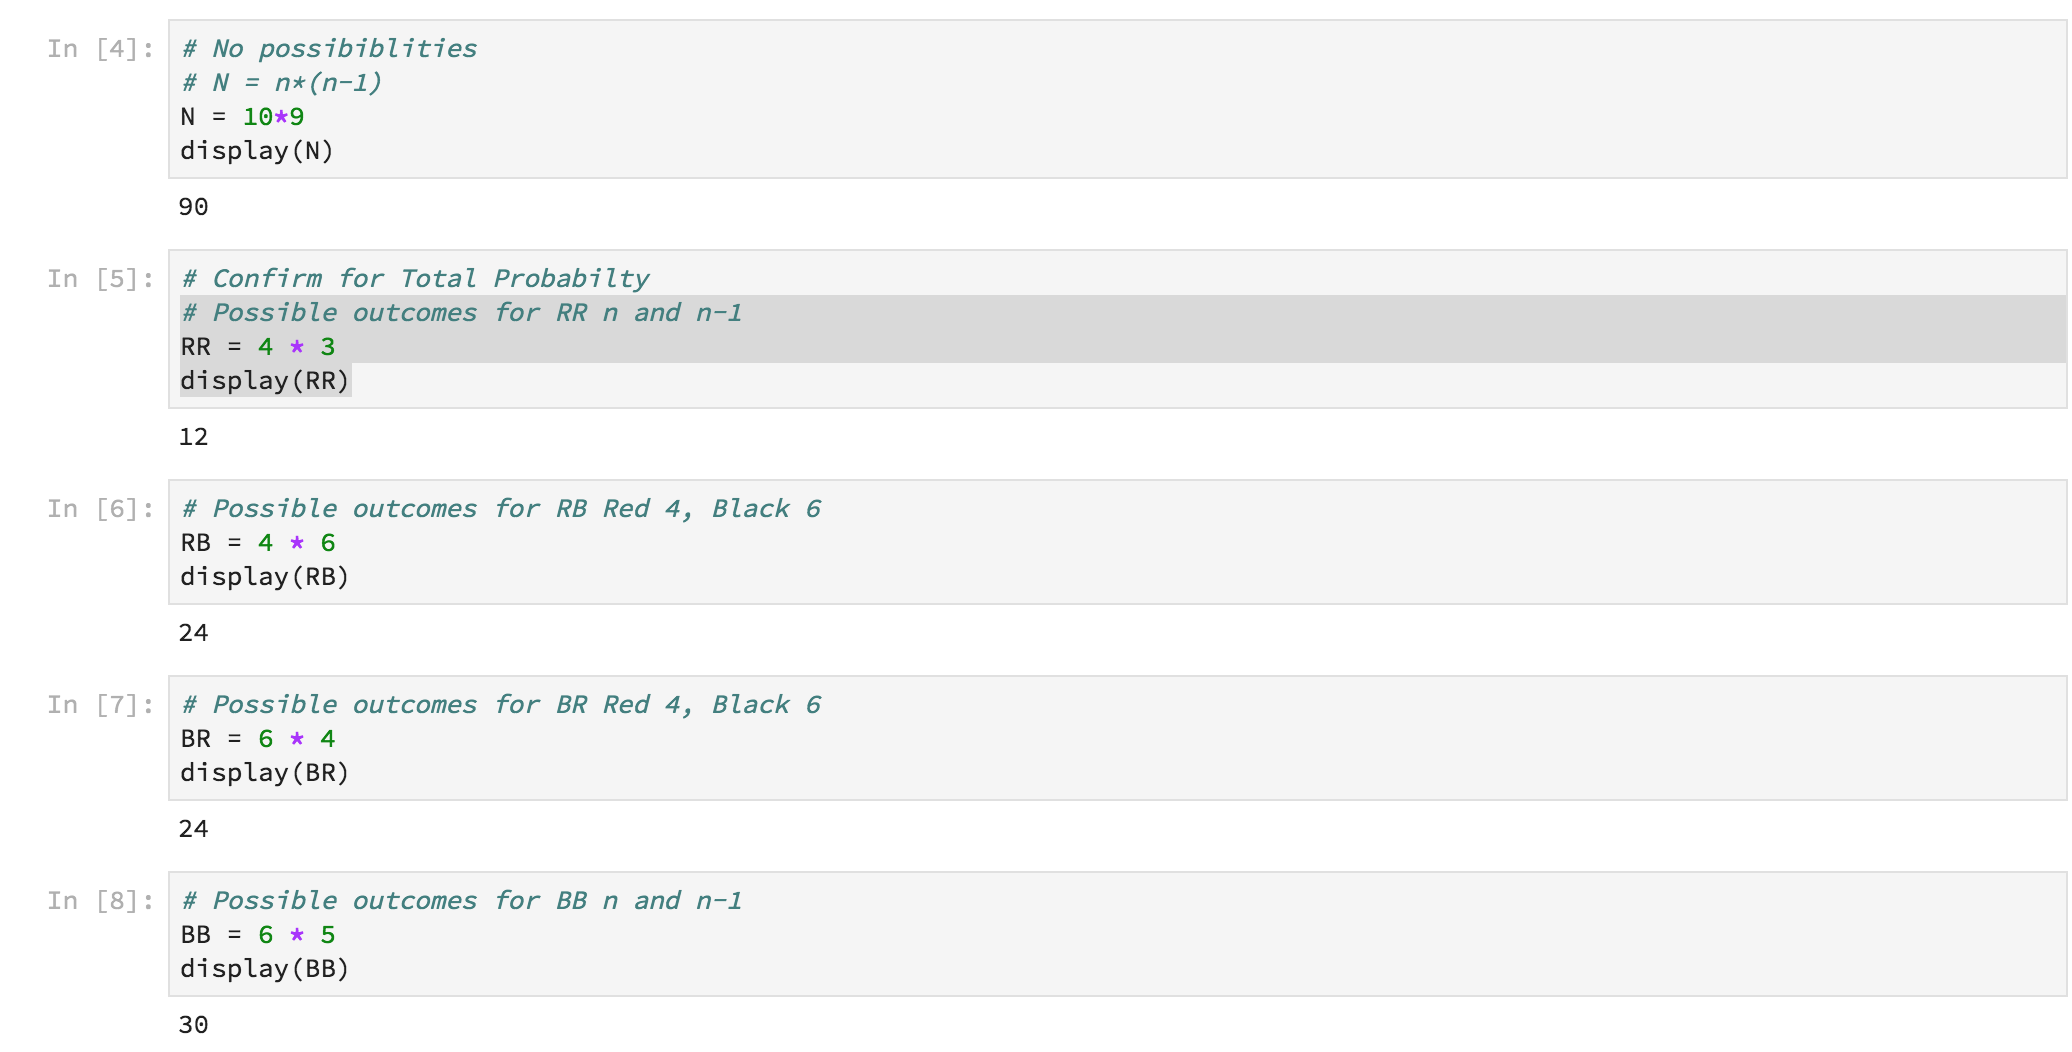 In [4]:
# No possibiblities
# N = n*(n-1)
N = 10*9
display(N)
90
In [5]:
# Confirm for Total Probabilty
# Possible outcomes for RR n and n-1
RR = 4 * 3
display(RR)
12
In [6]:
# Possible outcomes for RB Red 4, Black 6
RB = 4 * 6
display(RB)
24
In [7]:
# Possible outcomes for BR Red 4, Black 6
BR = 6 * 4
display(BR)
24
In [8]:
# Possible outcomes for BB n and n-1
BB = 6 * 5
display(BB)
30